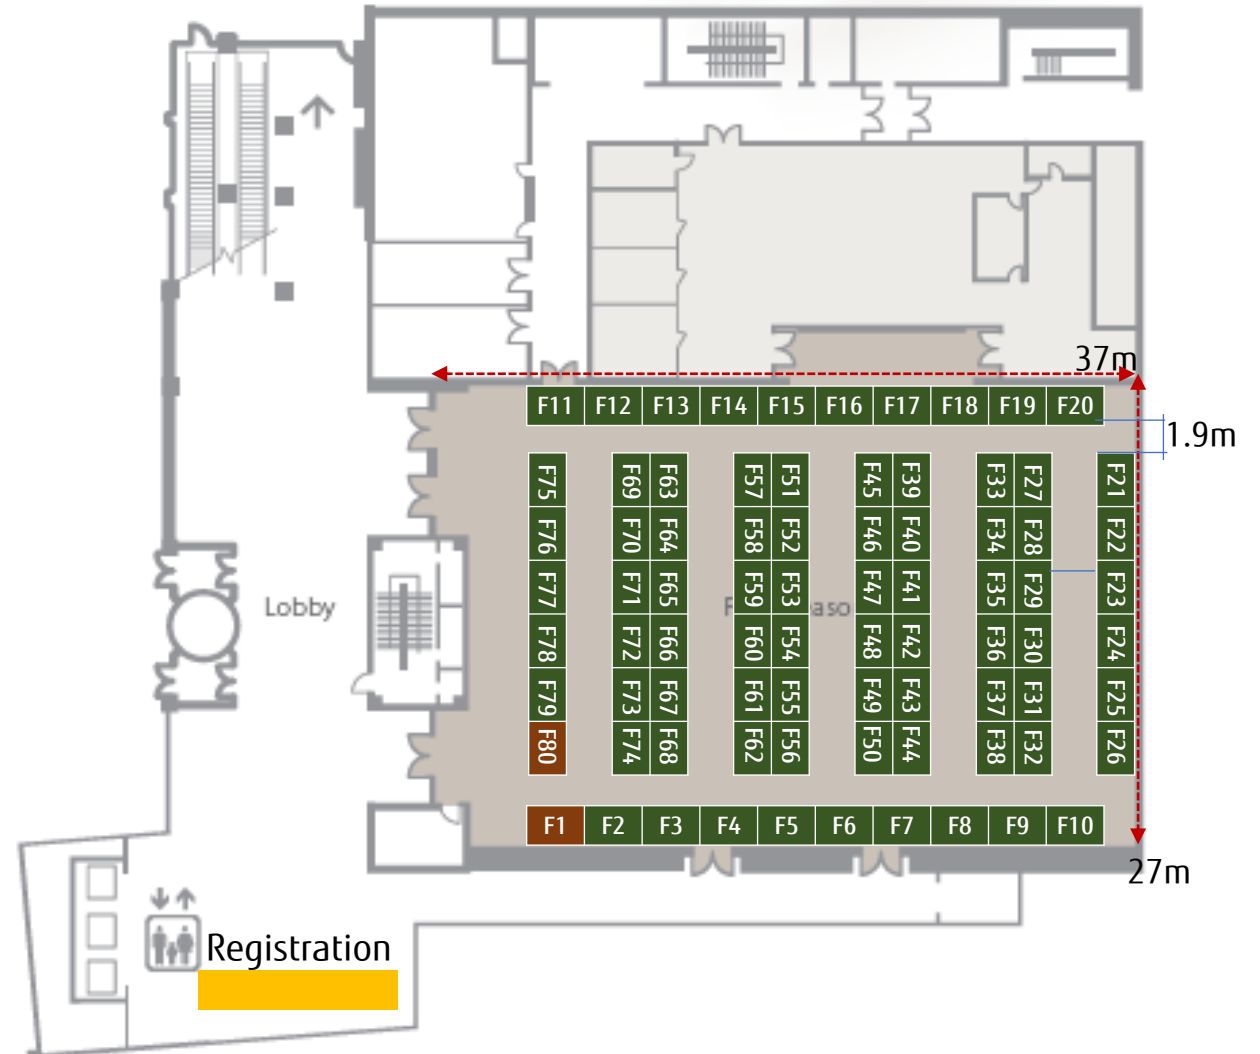 37m
F11 F12 F13 F14 F15 F16 F17 F18 F19 F20
1.9m
F75 F69 F63 F57 F51 F45 F39 F33 F27 F21
F76 F70 F64 F58 F52 F46 F40 F34 F28 F22
F77 F71 F65 F59 F53 F47 F41 F35 F29 F23
Lobby
F78 F72 F66 F60 F54 F48 F42 F36 F30 F24
F79 F73 F67 F61 F55 F49 F43 F37 F31 F25
F80 F74 F68 F62 F56 F50 F44 F38 F32 F26
F1 F2 F3 F4 F5 F6 F7 F8 F9 F10
27m
Registration